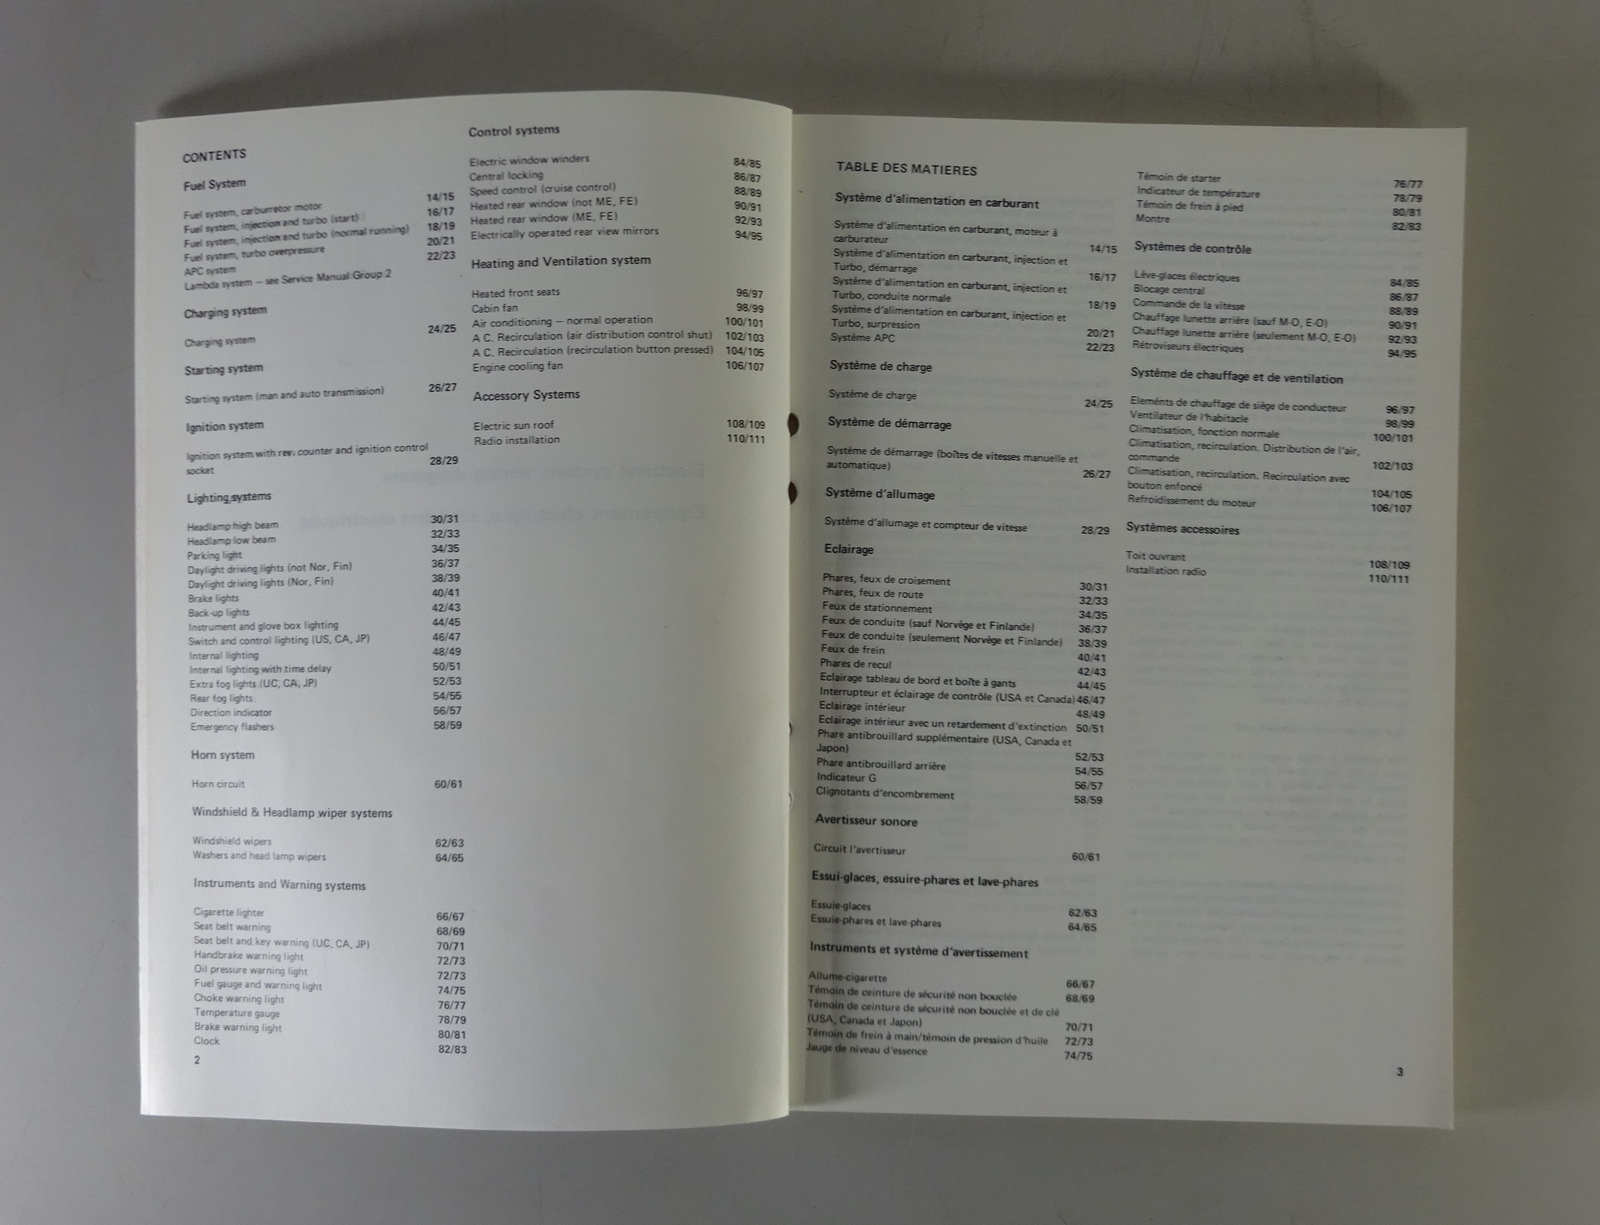 CONTENTS
Fuel System
Fuel system, carburretor motor 14/15
Fuel system, injection and turbo (start) 16/17
Fuel system, injection and turbo (normal running) 18/19
Fuel system, turbo overpressure 20/21
APC system 22/23
Lambda system – see Service Manual Group 2
Charging system
Charging system 24/25
Starting system
Starting system (man and auto transmission) 26/27
Ignition system
Ignition system with rev. counter and ignition control
socket 28/29
Lighting systems
Headlamp high beam 30/31
Headlamp low beam 32/33
Parking light 34/35
Daylight driving lights (not Nor, Fin) 36/37
Daylight driving lights (Nor, Fin) 38/39
Brake lights 40/41
Back-up lights 42/43
Instrument and glove box lighting 44/45
Switch and control lighting (US, CA, JP) 46/47
Internal lighting 48/49
Internal lighting with time delay 50/51
Extra fog lights (UC, CA, JP) 52/53
Rear fog lights 54/55
Direction indicator 56/57
Emergency flashers 58/59
Horn system
Horn circuit 60/61
Windshield & Headlamp wiper systems
Windshield wipers 62/63
Washers and head lamp wipers 64/65
Instruments and Warning systems
Cigarette lighter 66/67
Seat belt warning 68/69
Seat belt and key warning (UC, CA, JP) 70/71
Handbrake warning light 72/73
Oil pressure warning light 72/73
Fuel gauge and warning light 74/75
Choke warning light 76/77
Temperature gauge 78/79
Brake warning light 80/81
Clock 82/83
2
Control systems
Electric window winders 84/85
Central locking 86/87
Speed control (cruise control) 88/89
Heated rear window (not ME, FE) 90/91
Heated rear window (ME, FE) 92/93
Electrically operated rear view mirrors 94/95
Heating and Ventilation system
Heated front seats 96/97
Cabin fan 98/99
Air conditioning – normal operation 100/101
A C. Recirculation (air distribution control shut) 102/103
A C. Recirculation (recirculation button pressed) 104/105
Engine cooling fan 106/107
Accessory Systems
Electric sun roof 108/109
Radio installation 110/111
TABLE DES MATIERES
Système d'alimentation en carburant
Système d'alimentation en carburant, moteur à
carburateur 14/15
Système d'alimentation en carburant, injection et
Turbo, démarrage 16/17
Système d'alimentation en carburant, injection et
Turbo, conduite normale 18/19
Système d'alimentation en carburant, injection et
Turbo, surpression 20/21
Système APC 22/23
Système de charge
Système de charge 24/25
Système de démarrage
Système de démarrage (boîtes de vitesses manuelle et
automatique) 26/27
Système d'allumage
Système d'allumage et compteur de vitesse 28/29
Eclairage
Phares, feux de croisement 30/31
Phares, feux de route 32/33
Feux de stationnement 34/35
Feux de conduite (sauf Norvège et Finlande) 36/37
Feux de conduite (seulement Norvège et Finlande) 38/39
Feux de frein 40/41
Phares de recul 42/43
Eclairage tableau de bord et boîte à gants 44/45
Interrupteur et éclairage de contrôle (USA et Canada) 46/47
Eclairage intérieur 48/49
Eclairage intérieur avec un retardement d'extinction 50/51
Phare antibrouillard supplémentaire (USA, Canada et
Japon) 52/53
Phare antibrouillard arrière 54/55
Indicateur G 56/57
Clignotants d'encombrement 58/59
Avertisseur sonore
Circuit l'avertisseur 60/61
Essui-glaces, essuire-phares et lave-phares
Essuie-glaces 62/63
Essuie-phares et lave-phares 64/65
Instruments et système d'avertissement
Allume-cigarette 66/67
Témoin de ceinture de sécurité non bouclée 68/69
Témoin de ceinture de sécurité non bouclée et de clé
(USA, Canada et Japon) 70/71
Témoin de frein à main/témoin de pression d'huile 72/73
Jauge de niveau d'essence 74/75
Témoin de starter 76/77
Indicateur de température 78/79
Témoin de frein à pied 80/81
Montre 82/83
Systèmes de contrôle
Lève-glaces électriques 84/85
Blocage central 86/87
Commande de la vitesse 88/89
Chauffage lunette arrière (sauf M-O, E-O) 90/91
Chauffage lunette arrière (seulement M-O, E-O) 92/93
Rétroviseurs électriques 94/95
Système de chauffage et de ventilation
Eleménts de chauffage de siège de conducteur 96/97
Ventilateur de l'habitacle 98/99
Climatisation, fonction normale 100/101
Climatisation, recirculation. Distribution de l'air,
commande 102/103
Climatisation, recirculation. Recirculation avec
bouton enfoncé 104/105
Refroidissement du moteur 106/107
Systèmes accessoires
Toit ouvrant 108/109
Installation radio 110/111
3